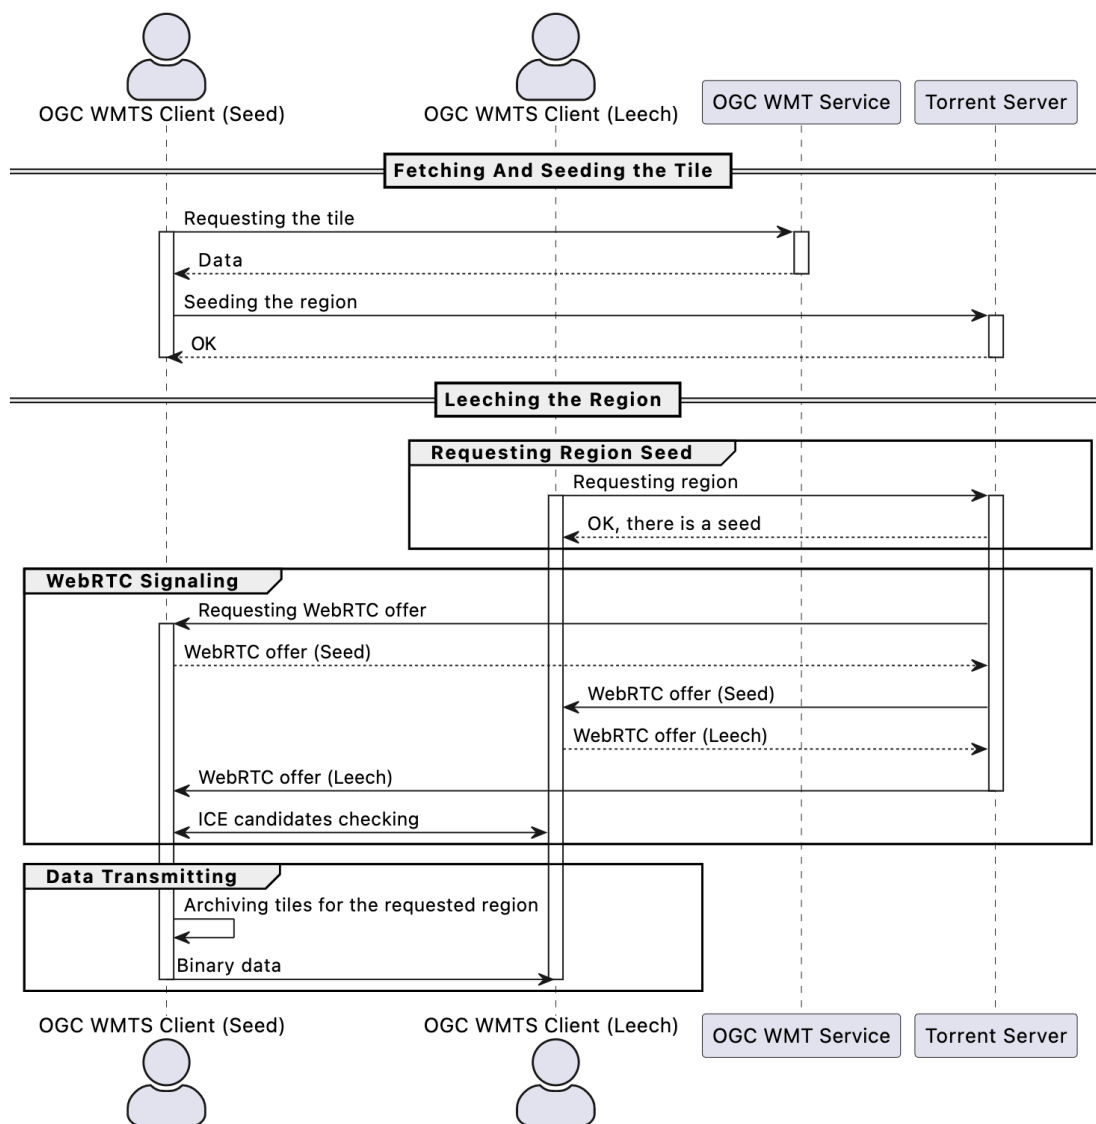 OGC WMTS Client (Seed)
OGC WMTS Client (Leech)
OGC WMT Service
Torrent Server
Fetching And Seeding the Tile
Requesting the tile
Data
Seeding the region
OK
Leeching the Region
Requesting Region Seed
Requesting region
OK, there is a seed
WebRTC Signaling
Requesting WebRTC offer
WebRTC offer (Seed)
WebRTC offer (Seed)
WebRTC offer (Leech)
WebRTC offer (Leech)
ICE candidates checking
Data Transmitting
Archiving tiles for the requested region
Binary data
OGC WMTS Client (Seed)
OGC WMTS Client (Leech)
OGC WMT Service
Torrent Server